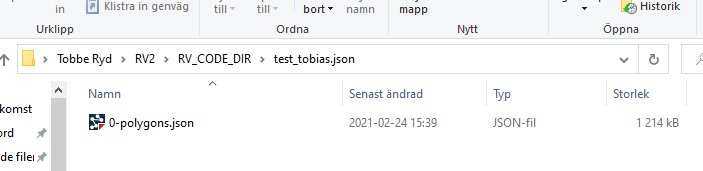 in
Klistra in genväg
till
till
bort
namn
mapp
Historik
Urklipp
Ordna
Nytt
Öppna
Tobbe Ryd > RV2 > RV_CODE_DIR > test_tobias.json
Namn Senast ändrad Typ Storlek
komst
0-polygons.json 2021-02-24 15:39 JSON-fil 1 214 kB
ord
de filer